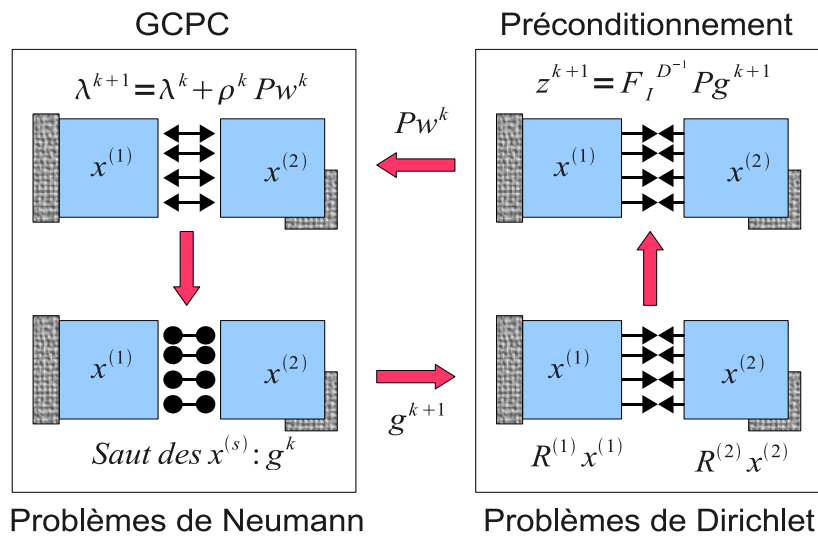 GCPC
λ^{k+1}=λ^k+ρ^k Pw^k
x^{(1)}
x^{(2)}
x^{(1)}
x^{(2)}
Saut des x^{(s)}: g^k
Problèmes de Neumann
Pw^k
g^{k+1}
Préconditionnement
z^{k+1}=F_I^{D^{-1}} Pg^{k+1}
x^{(1)}
x^{(2)}
x^{(1)}
x^{(2)}
R^{(1)} x^{(1)}
R^{(2)} x^{(2)}
Problèmes de Dirichlet